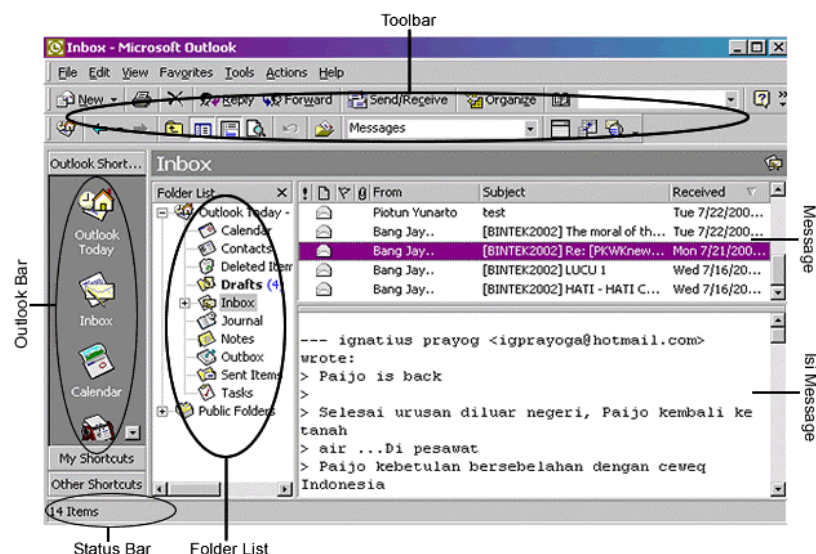 Toolbar
Inbox - Microsoft Outlook
File Edit View Favorites Tools Actions Help
New Reply Forward Send/Receive Organize
Messages
Outlook Short... Inbox
Folder List
Outlook Today -
Calendar
Contacts
Deleted Item
Drafts (4
Inbox
Journal
Notes
Outbox
Sent Items
Tasks
Public Folders
Outlook Today
Inbox
Calendar
My Shortcuts
Other Shortcuts
! From Subject Received
Piotun Yunarto test Tue 7/22/200...
Bang Jay.. [BINTEK2002] The moral of th... Tue 7/22/200...
Bang Jay.. [BINTEK2002] Re: [PKWKnew... Mon 7/21/200...
Bang Jay.. [BINTEK2002] LUCU 1 Wed 7/16/20...
Bang Jay.. [BINTEK2002] HATI - HATI C... Wed 7/16/20...
--- ignatius prayog <igprayoga@hotmail.com>
wrote:
> Paijo is back
>
> Selesai urusan diluar negeri, Paijo kembali ke
tanah
> air ...Di pesawat
> Paijo kebetulan bersebelahan dengan ceweq
Indonesia
14 Items
Outlook Bar
Message
Isi Message
Status Bar
Folder List